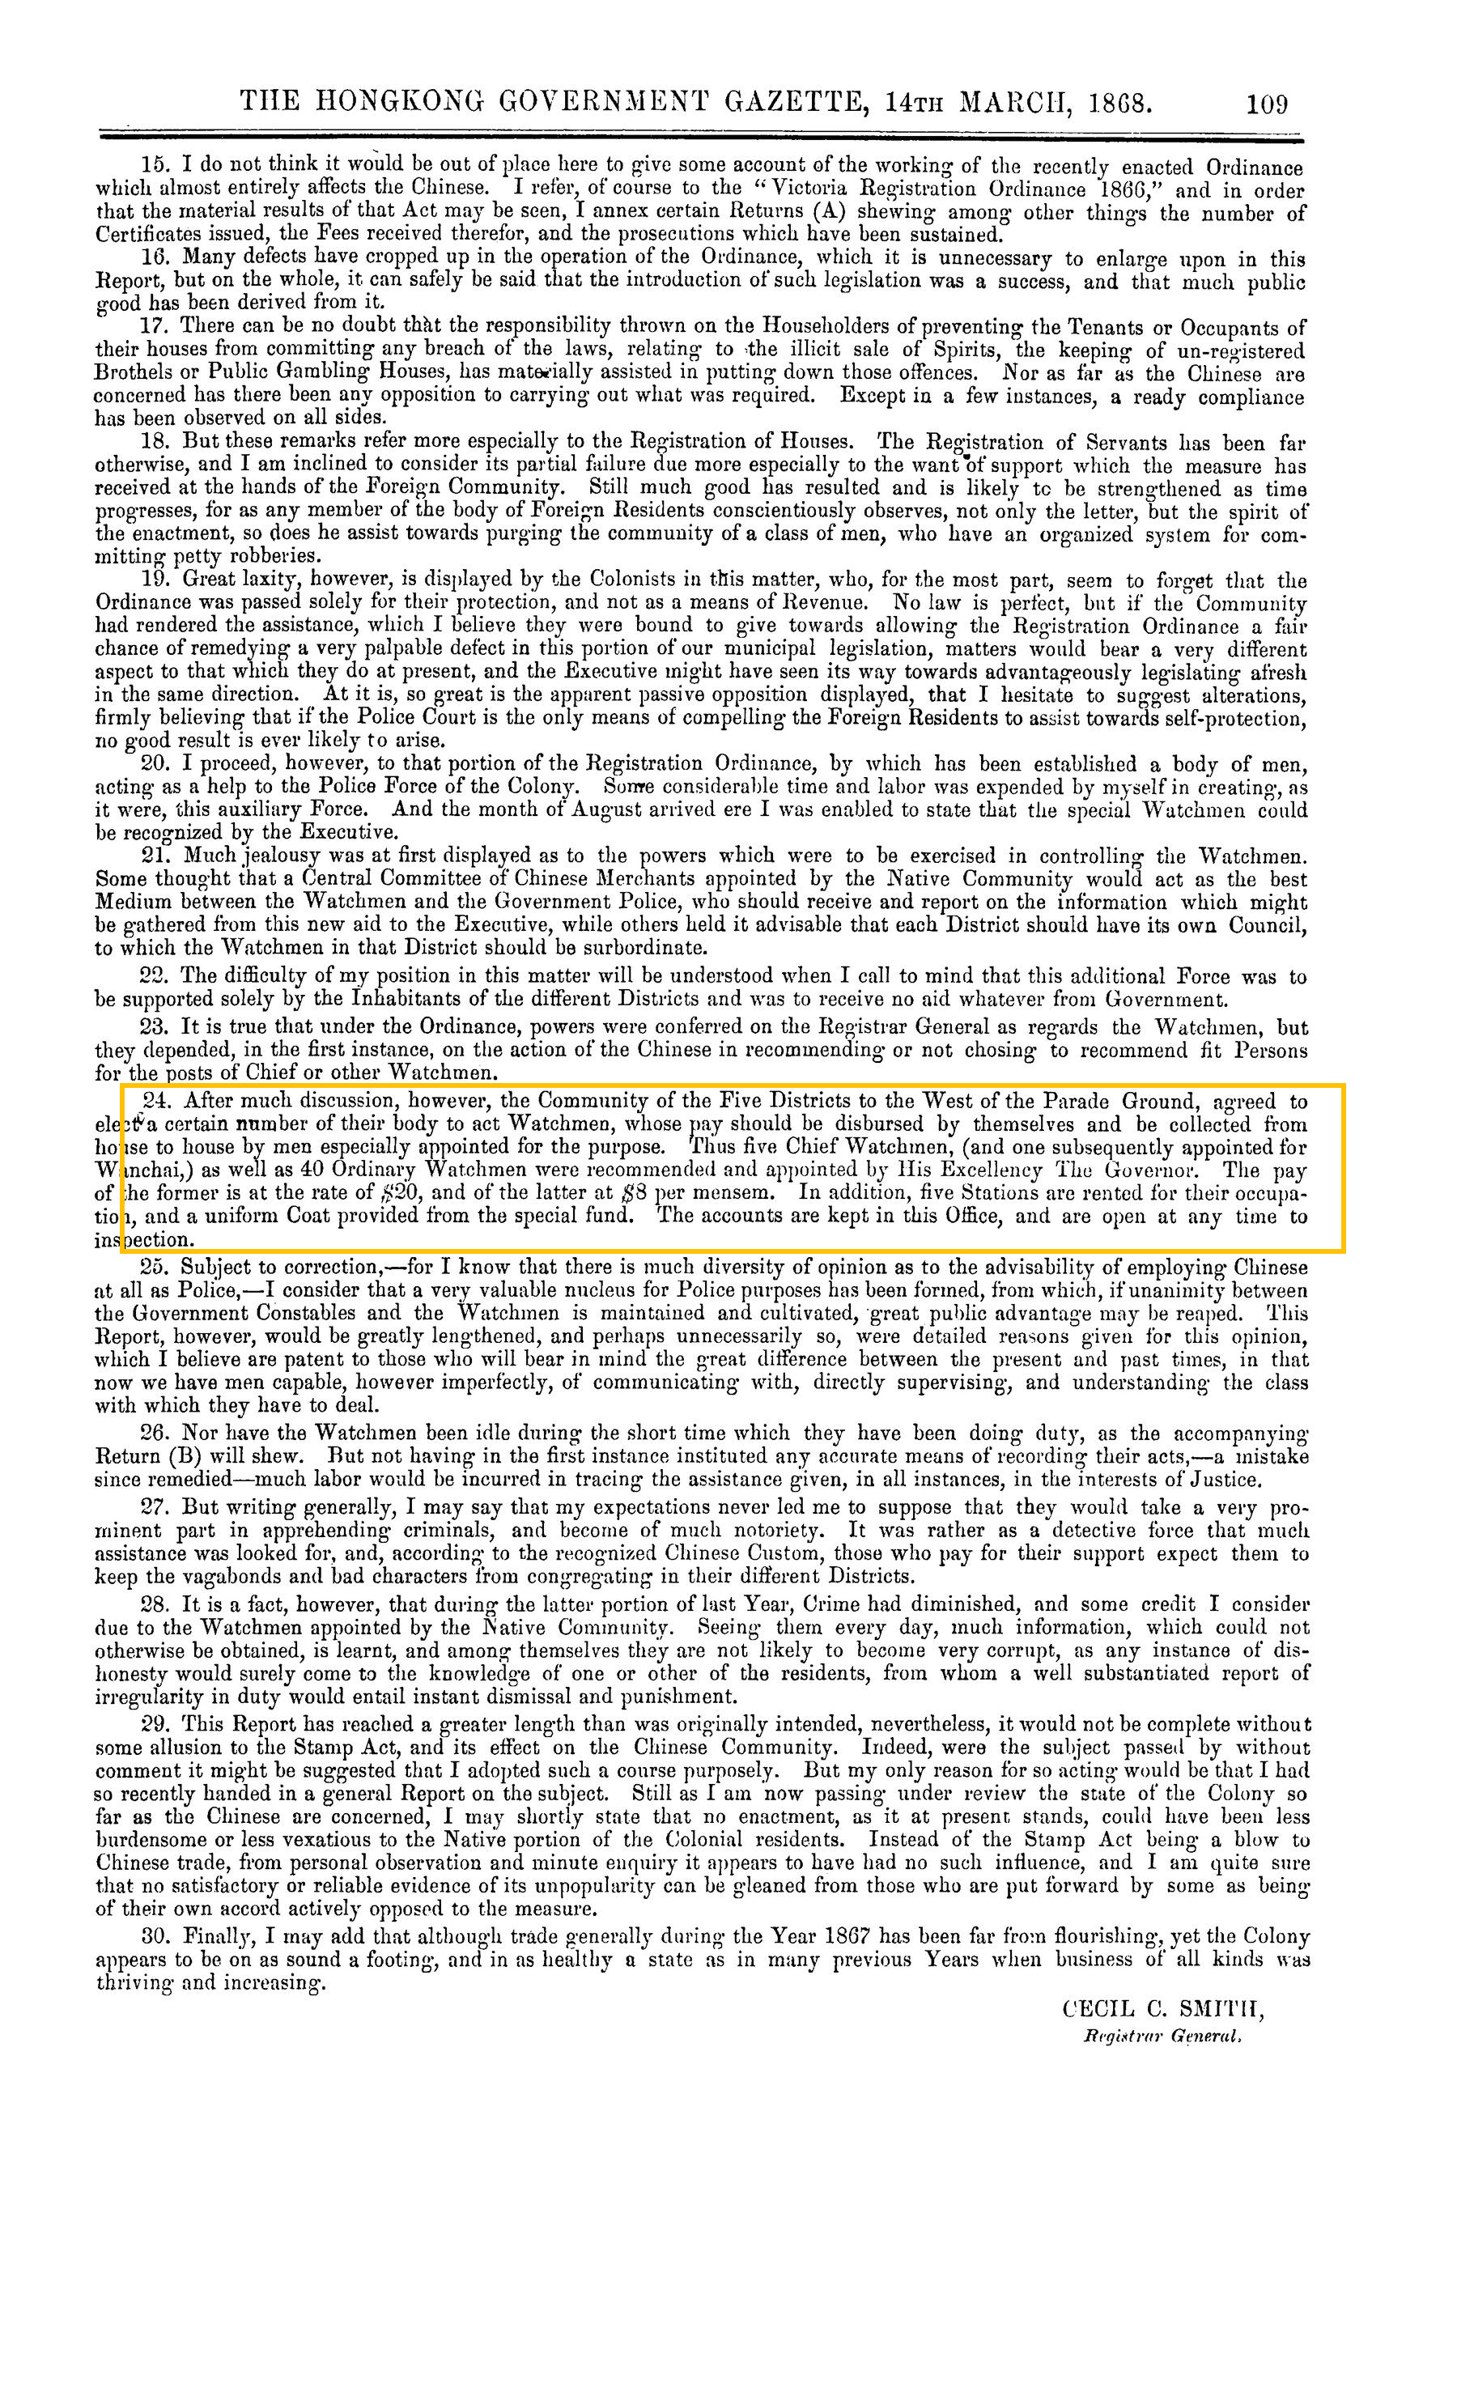 THE HONGKONG GOVERNMENT GAZETTE, 14TH MARCH, 1868. 109
15. I do not think it would be out of place here to give some account of the working of the recently enacted Ordinance
which almost entirely affects the Chinese. I refer, of course to the "Victoria Registration Ordinance 1866," and in order
that the material results of that Act may be seen, I annex certain Returns (A) shewing among other things the number of
Certificates issued, the Fees received therefor, and the prosecutions which have been sustained.
16. Many defects have cropped up in the operation of the Ordinance, which it is unnecessary to enlarge upon in this
Report, but on the whole, it can safely be said that the introduction of such legislation was a success, and that much public
good has been derived from it.
17. There can be no doubt that the responsibility thrown on the Householders of preventing the Tenants or Occupants of
their houses from committing any breach of the laws, relating to the illicit sale of Spirits, the keeping of un-registered
Brothels or Public Gambling Houses, has materially assisted in putting down those offences. Nor as far as the Chinese are
concerned has there been any opposition to carrying out what was required. Except in a few instances, a ready compliance
has been observed on all sides.
18. But these remarks refer more especially to the Registration of Houses. The Registration of Servants has been far
otherwise, and I am inclined to consider its partial failure due more especially to the want of support which the measure has
received at the hands of the Foreign Community. Still much good has resulted and is likely to be strengthened as time
progresses, for as any member of the body of Foreign Residents conscientiously observes, not only the letter, but the spirit of
the enactment, so does he assist towards purging the community of a class of men, who have an organized system for com-
mitting petty robberies.
19. Great laxity, however, is displayed by the Colonists in this matter, who, for the most part, seem to forget that the
Ordinance was passed solely for their protection, and not as a means of Revenue. No law is perfect, but if the Community
had rendered the assistance, which I believe they were bound to give towards allowing the Registration Ordinance a fair
chance of remedying a very palpable defect in this portion of our municipal legislation, matters would bear a very different
aspect to that which they do at present, and the Executive might have seen its way towards advantageously legislating afresh
in the same direction. At it is, so great is the apparent passive opposition displayed, that I hesitate to suggest alterations,
firmly believing that if the Police Court is the only means of compelling the Foreign Residents to assist towards self-protection,
no good result is ever likely to arise.
20. I proceed, however, to that portion of the Registration Ordinance, by which has been established a body of men,
acting as a help to the Police Force of the Colony. Some considerable time and labor was expended by myself in creating, as
it were, this auxiliary Force. And the month of August arrived ere I was enabled to state that the special Watchmen could
be recognized by the Executive.
21. Much jealousy was at first displayed as to the powers which were to be exercised in controlling the Watchmen.
Some thought that a Central Committee of Chinese Merchants appointed by the Native Community would act as the best
Medium between the Watchmen and the Government Police, who should receive and report on the information which might
be gathered from this new aid to the Executive, while others held it advisable that each District should have its own Council,
to which the Watchmen in that District should be surbordinate.
22. The difficulty of my position in this matter will be understood when I call to mind that this additional Force was to
be supported solely by the Inhabitants of the different Districts and was to receive no aid whatever from Government.
23. It is true that under the Ordinance, powers were conferred on the Registrar General as regards the Watchmen, but
they depended, in the first instance, on the action of the Chinese in recommending or not chosing to recommend fit Persons
for the posts of Chief or other Watchmen.
24. After much discussion, however, the Community of the Five Districts to the West of the Parade Ground, agreed to
elect a certain number of their body to act Watchmen, whose pay should be disbursed by themselves and be collected from
house to house by men especially appointed for the purpose. Thus five Chief Watchmen, (and one subsequently appointed for
Wanchai,) as well as 40 Ordinary Watchmen were recommended and appointed by His Excellency The Governor. The pay
of the former is at the rate of $20, and of the latter at $8 per mensem. In addition, five Stations are rented for their occupa-
tion, and a uniform Coat provided from the special fund. The accounts are kept in this Office, and are open at any time to
inspection.
25. Subject to correction,—for I know that there is much diversity of opinion as to the advisability of employing Chinese
at all as Police,—I consider that a very valuable nucleus for Police purposes has been formed, from which, if unanimity between
the Government Constables and the Watchmen is maintained and cultivated, great public advantage may be reaped. This
Report, however, would be greatly lengthened, and perhaps unnecessarily so, were detailed reasons given for this opinion,
which I believe are patent to those who will bear in mind the great difference between the present and past times, in that
now we have men capable, however imperfectly, of communicating with, directly supervising, and understanding the class
with which they have to deal.
26. Nor have the Watchmen been idle during the short time which they have been doing duty, as the accompanying
Return (B) will shew. But not having in the first instance instituted any accurate means of recording their acts,—a mistake
since remedied—much labor would be incurred in tracing the assistance given, in all instances, in the interests of Justice.
27. But writing generally, I may say that my expectations never led me to suppose that they would take a very pro-
minent part in apprehending criminals, and become of much notoriety. It was rather as a detective force that much
assistance was looked for, and, according to the recognized Chinese Custom, those who pay for their support expect them to
keep the vagabonds and bad characters from congregating in their different Districts.
28. It is a fact, however, that during the latter portion of last Year, Crime had diminished, and some credit I consider
due to the Watchmen appointed by the Native Community. Seeing them every day, much information, which could not
otherwise be obtained, is learnt, and among themselves they are not likely to become very corrupt, as any instance of dis-
honesty would surely come to the knowledge of one or other of the residents, from whom a well substantiated report of
irregularity in duty would entail instant dismissal and punishment.
29. This Report has reached a greater length than was originally intended, nevertheless, it would not be complete without
some allusion to the Stamp Act, and its effect on the Chinese Community. Indeed, were the subject passed by without
comment it might be suggested that I adopted such a course purposely. But my only reason for so acting would be that I had
so recently handed in a general Report on the subject. Still as I am now passing under review the state of the Colony so
far as the Chinese are concerned, I may shortly state that no enactment, as it at present stands, could have been less
burdensome or less vexatious to the Native portion of the Colonial residents. Instead of the Stamp Act being a blow to
Chinese trade, from personal observation and minute enquiry it appears to have had no such influence, and I am quite sure
that no satisfactory or reliable evidence of its unpopularity can be gleaned from those who are put forward by some as being
of their own accord actively opposed to the measure.
30. Finally, I may add that although trade generally during the Year 1867 has been far from flourishing, yet the Colony
appears to be on as sound a footing, and in as healthy a state as in many previous Years when business of all kinds was
thriving and increasing.
CECIL C. SMITH,
Registrar General.